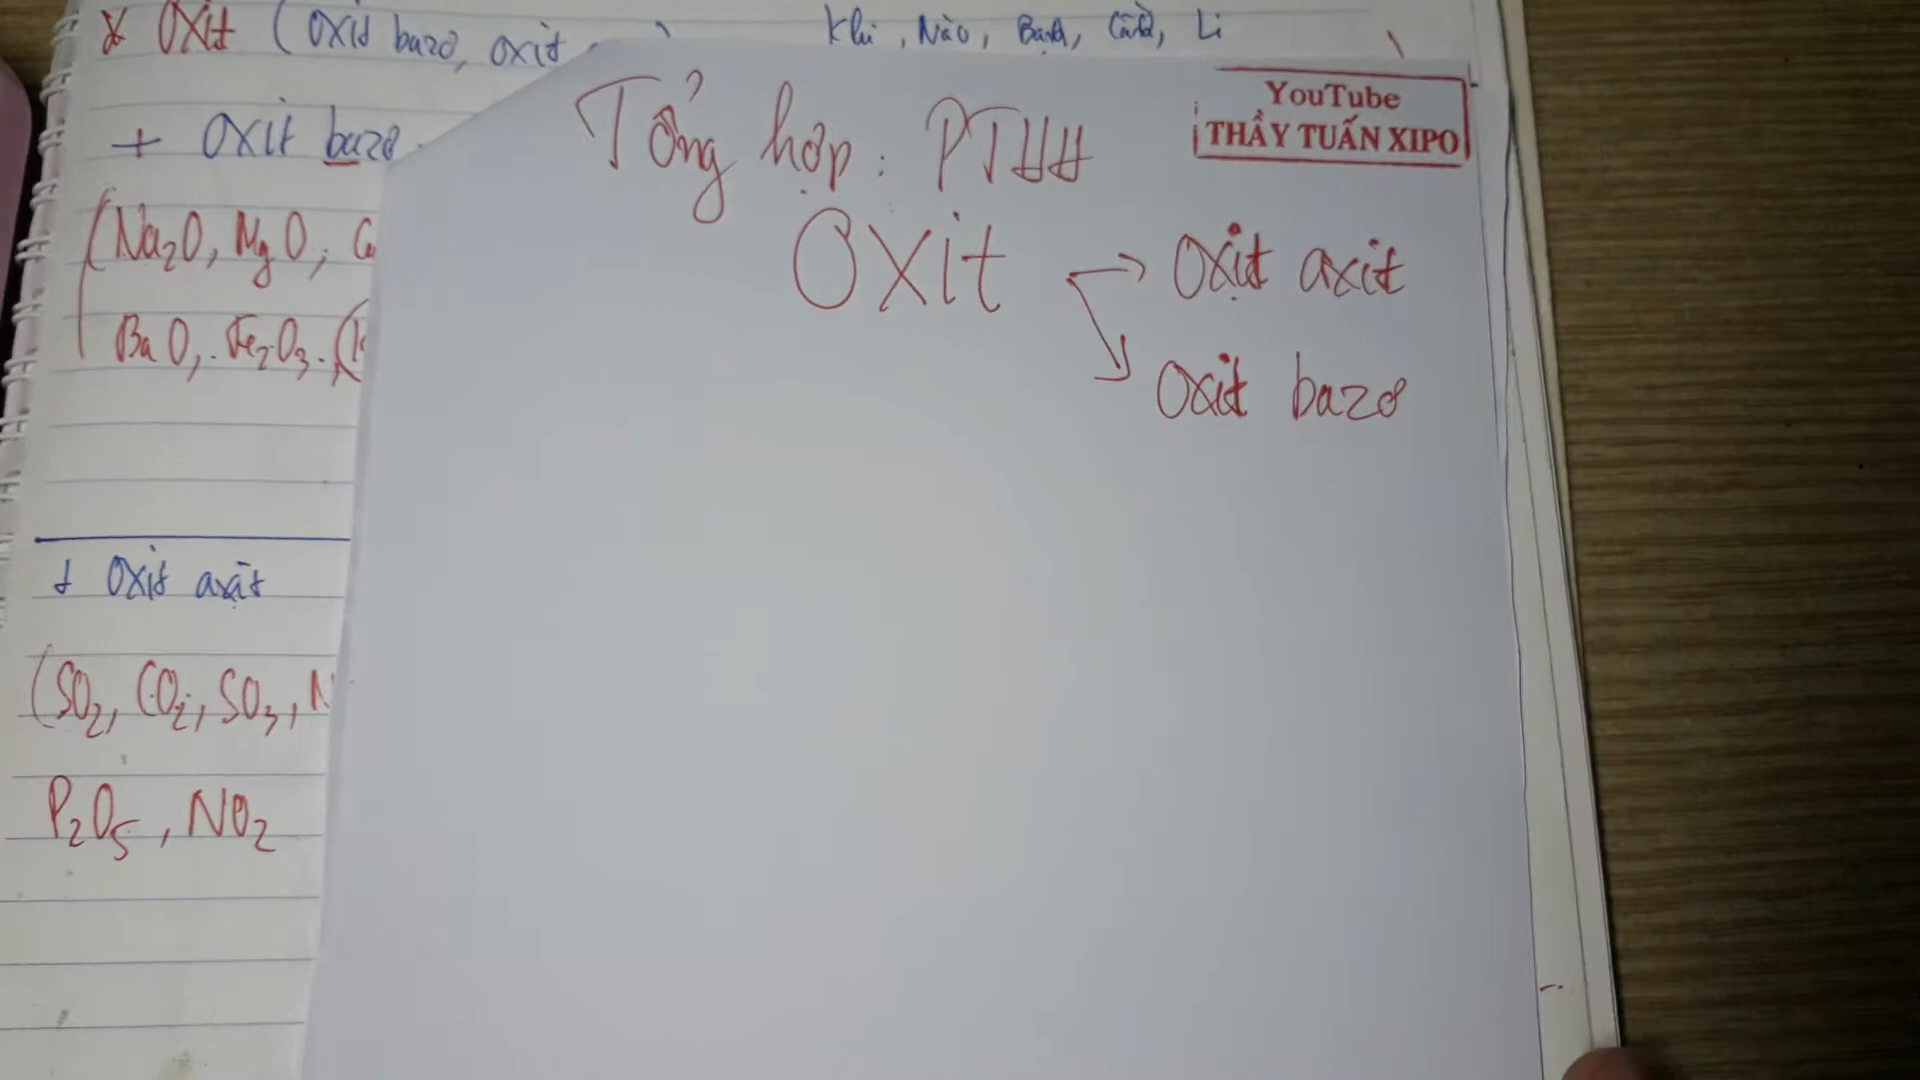 * Oxit (Oxit bazơ, oxit
Khi, Nào, Bạn, Cần, Li
+ Oxit bazơ
(Na2O, MgO, C
BaO, Fe2O3, (
+ Oxit axit
(SO2, CO2, SO3, N
P2O5, NO2
Tổng hợp: PTHH
Oxit → Oxit axit
Oxit bazơ
YouTube
THẦY TUẤN XIPO